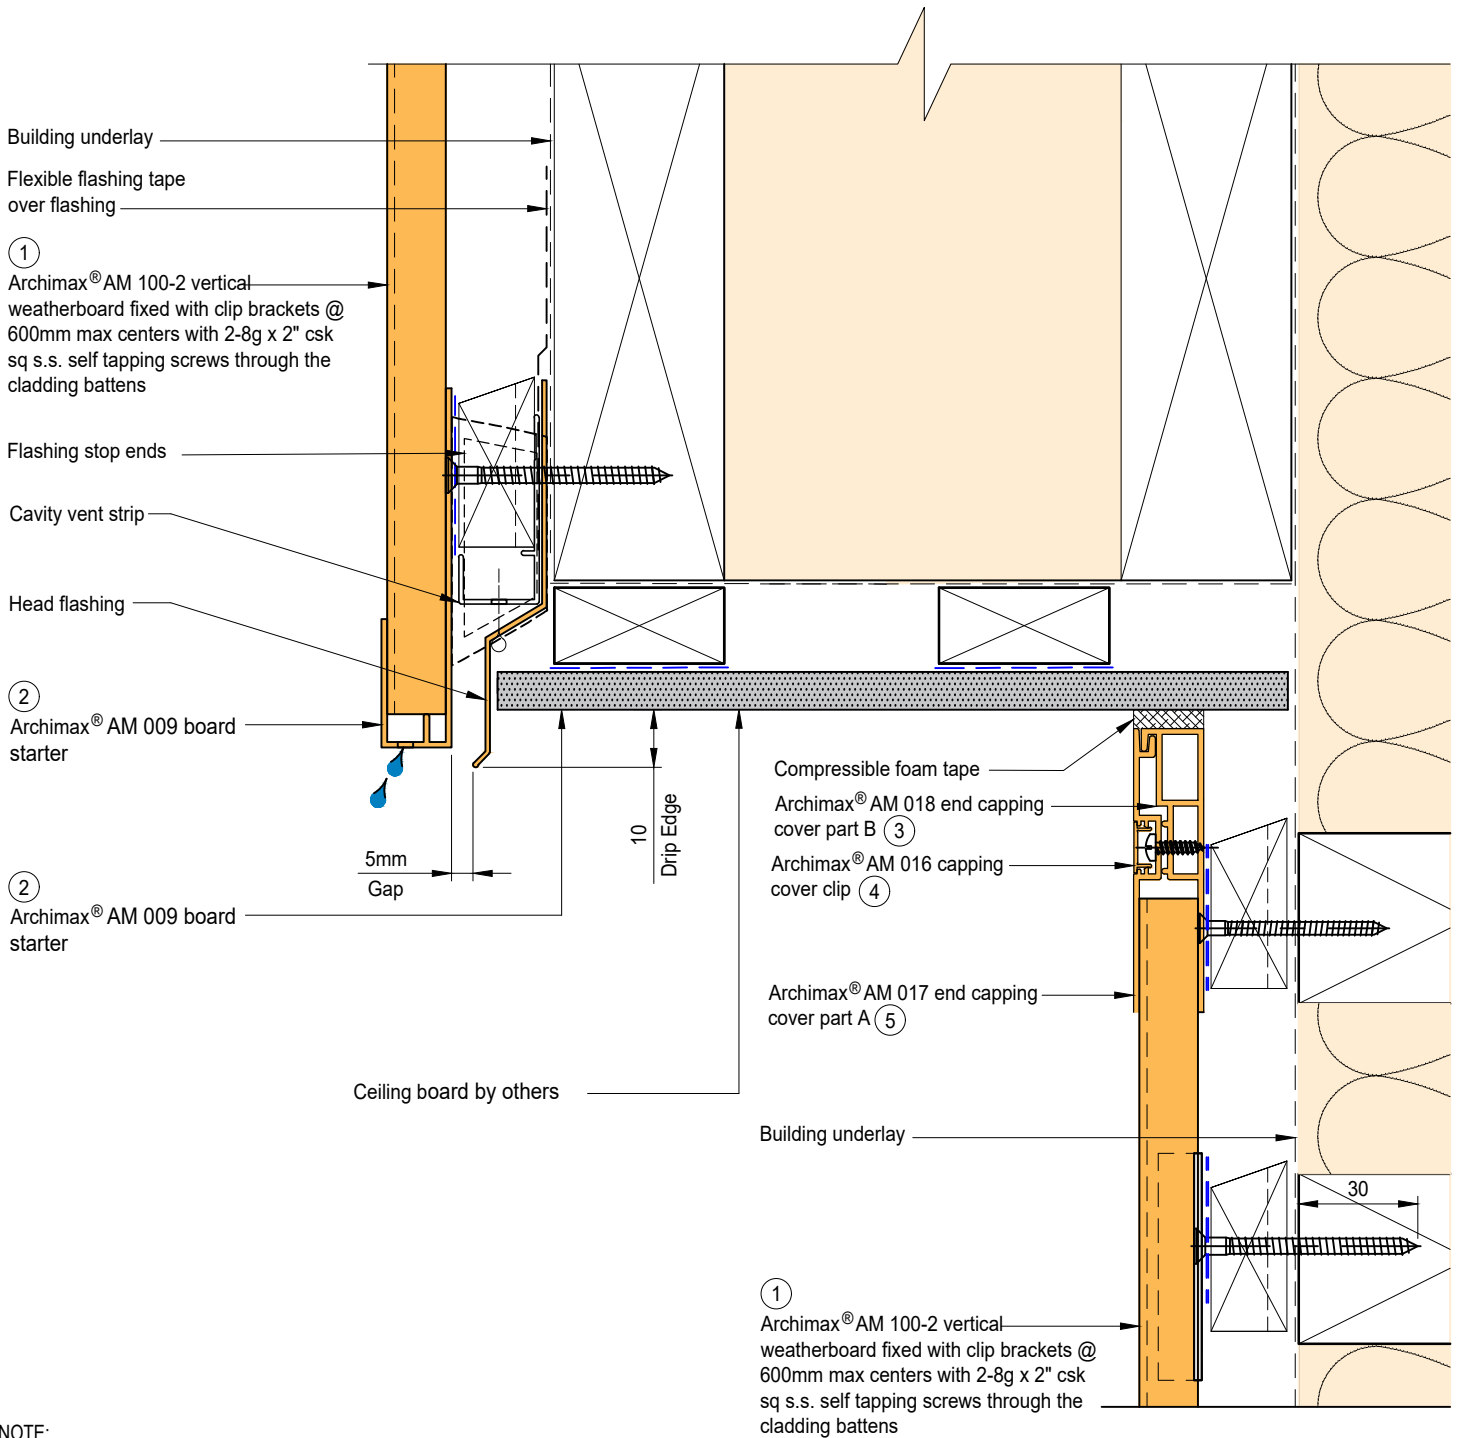 Building underlay
Flexible flashing tape
over flashing
1
Archimax® AM 100-2 vertical
weatherboard fixed with clip brackets @
600mm max centers with 2-8g x 2" csk
sq s.s. self tapping screws through the
cladding battens
Flashing stop ends
Cavity vent strip
Head flashing
2
Archimax® AM 009 board
starter
2
Archimax® AM 009 board
starter
5mm
Gap
10
Drip Edge
Compressible foam tape
Archimax® AM 018 end capping
cover part B 3
Archimax® AM 016 capping
cover clip 4
Archimax® AM 017 end capping
cover part A 5
Ceiling board by others
Building underlay
30
1
Archimax® AM 100-2 vertical
weatherboard fixed with clip brackets @
600mm max centers with 2-8g x 2" csk
sq s.s. self tapping screws through the
cladding battens
NOTE: